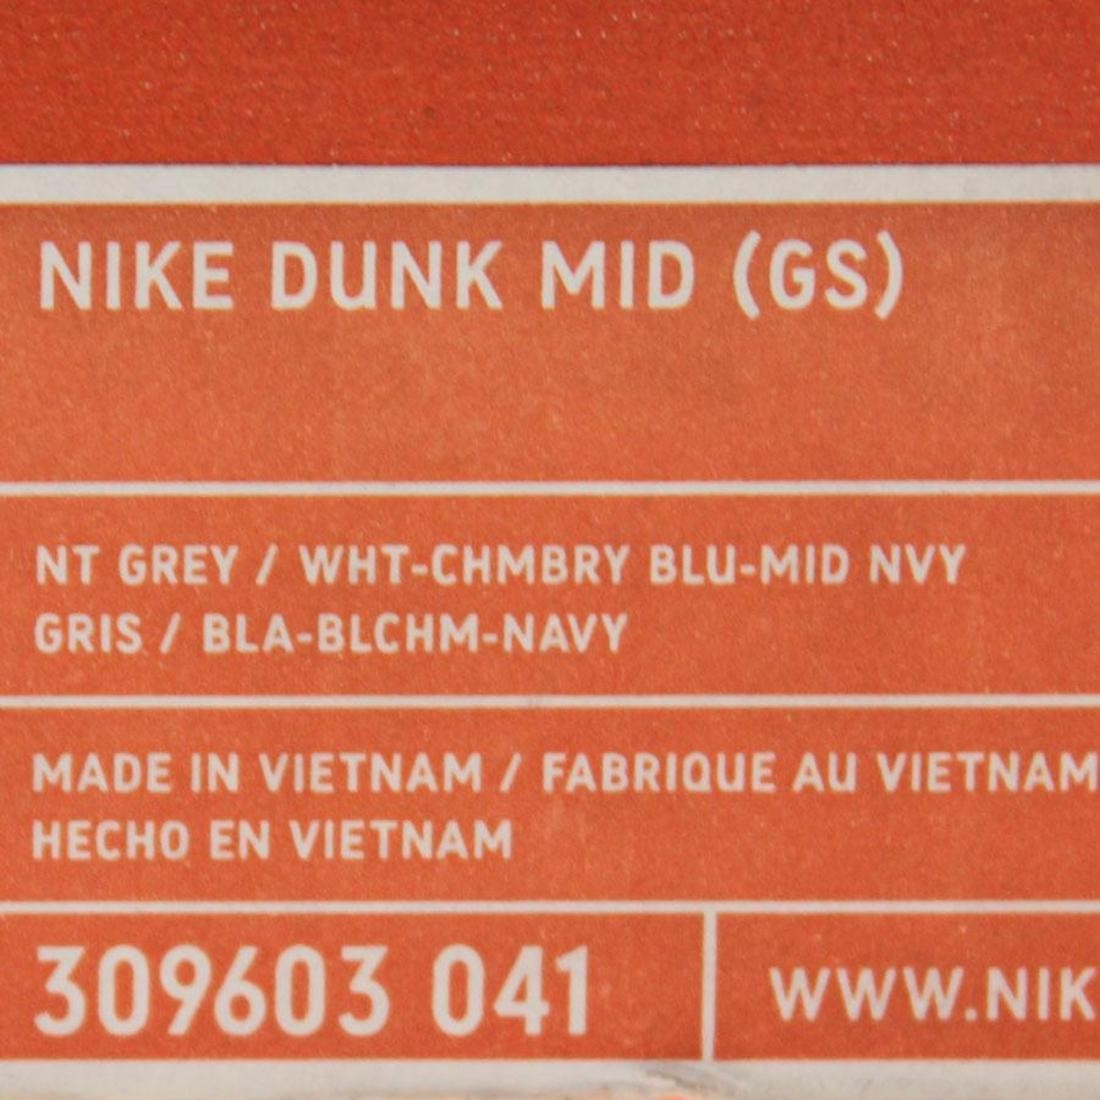 NIKE DUNK MID (GS)
NT GREY / WHT-CHMBRY BLU-MID NVY
GRIS / BLA-BLCHM-NAVY
MADE IN VIETNAM / FABRIQUE AU VIETNAM
HECHO EN VIETNAM
309603 041
WWW.NIK